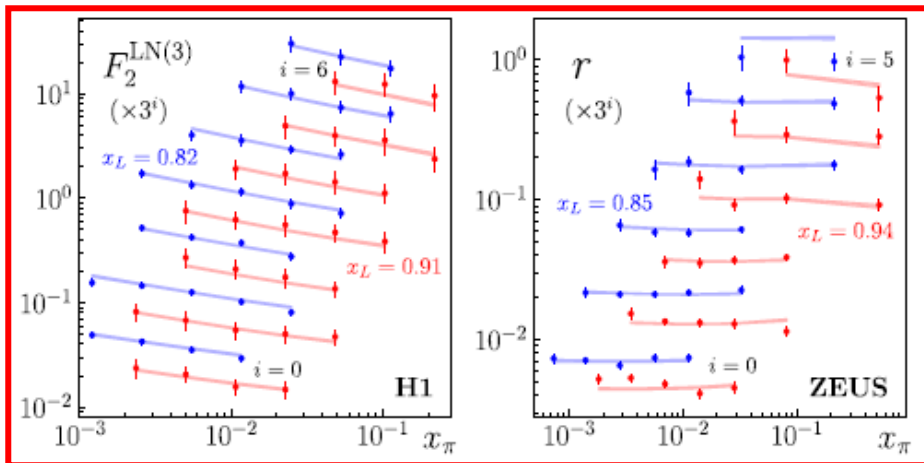 F_2^{LN(3)}
(×3^i)
i = 6
x_L = 0.82
x_L = 0.91
i = 0
H1
10^1
10^0
10^{-1}
10^{-2}
10^{-3} 10^{-2} 10^{-1} x_π
r
(×3^i)
i = 5
x_L = 0.85
x_L = 0.94
i = 0
ZEUS
10^0
10^{-1}
10^{-2}
10^{-3} 10^{-2} 10^{-1} x_π